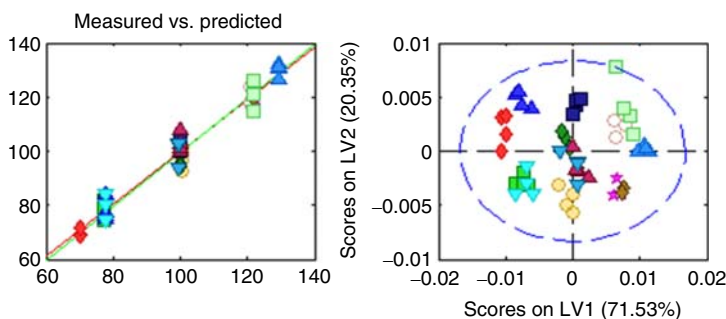 Measured vs. predicted
140
120
100
80
60
60 80 100 120 140
Scores on LV2 (20.35%)
0.01
0.005
0
−0.005
−0.01
−0.02 −0.01 0 0.01 0.02
Scores on LV1 (71.53%)